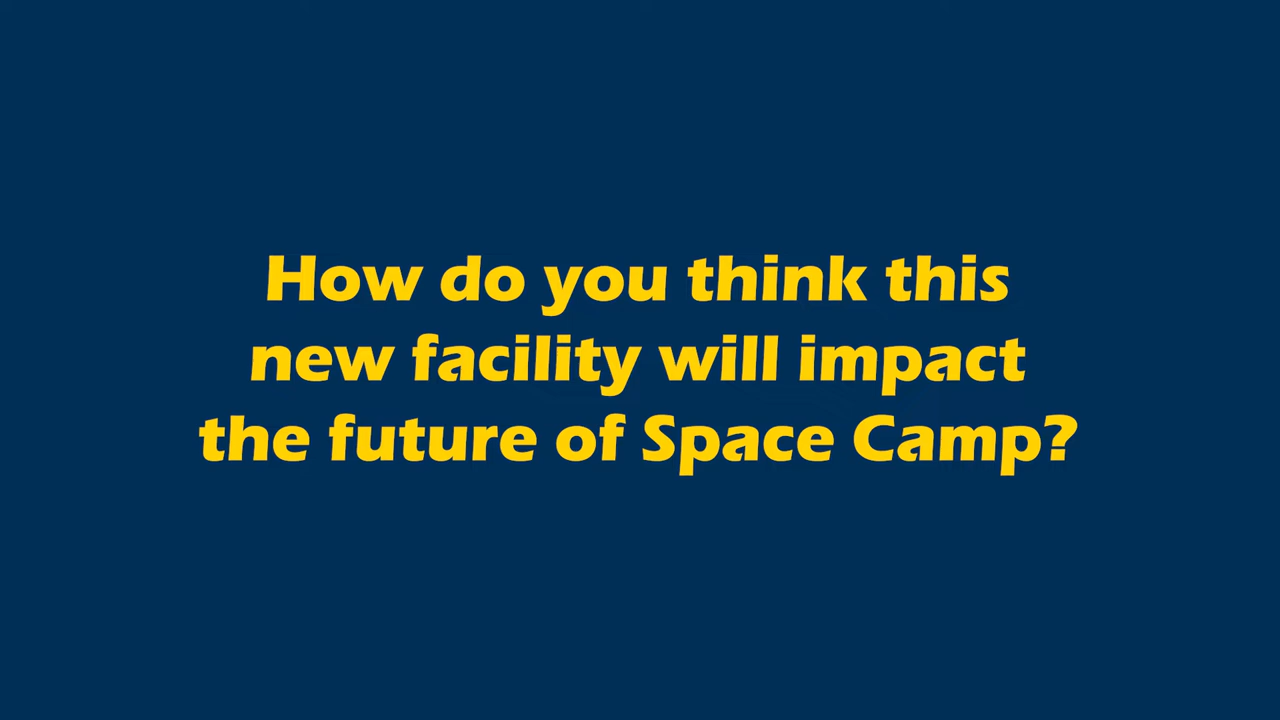 How do you think this
new facility will impact
the future of Space Camp?